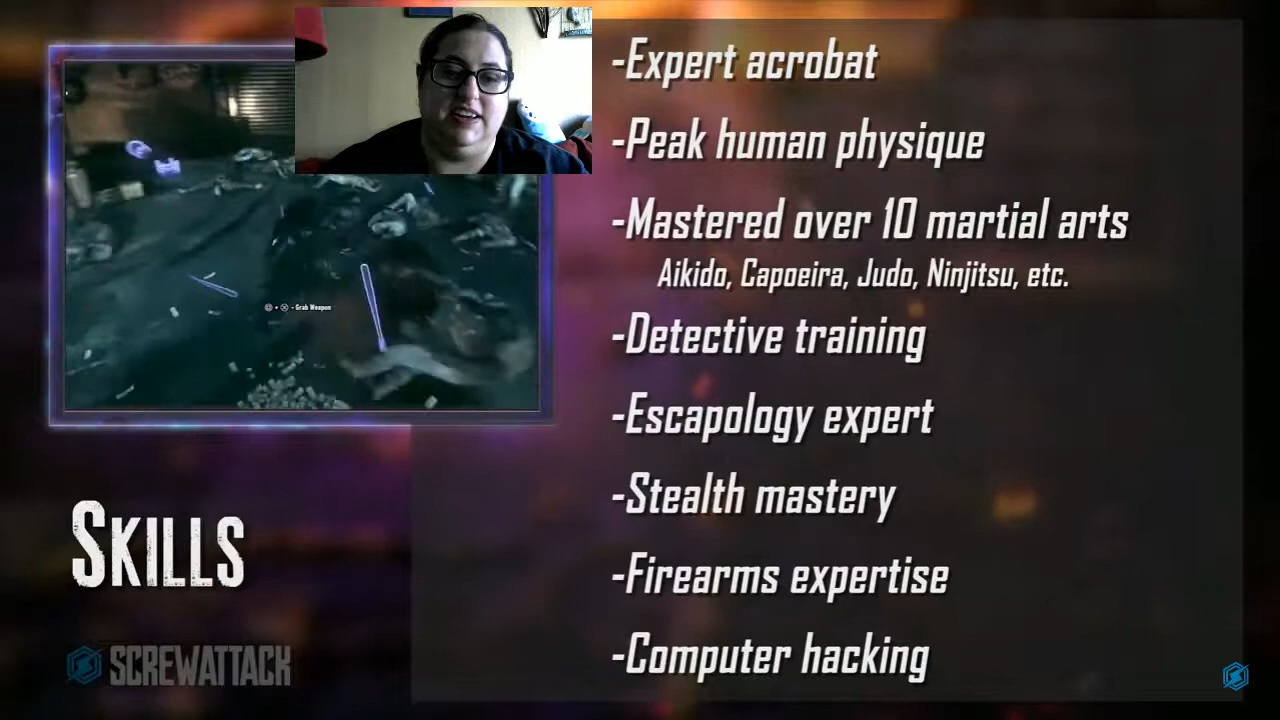 -Expert acrobat
-Peak human physique
-Mastered over 10 martial arts
Aikido, Capoeira, Judo, Ninjitsu, etc.
-Detective training
-Escapology expert
-Stealth mastery
-Firearms expertise
-Computer hacking
+ - Grab Weapon
SKILLS
SCREWATTACK